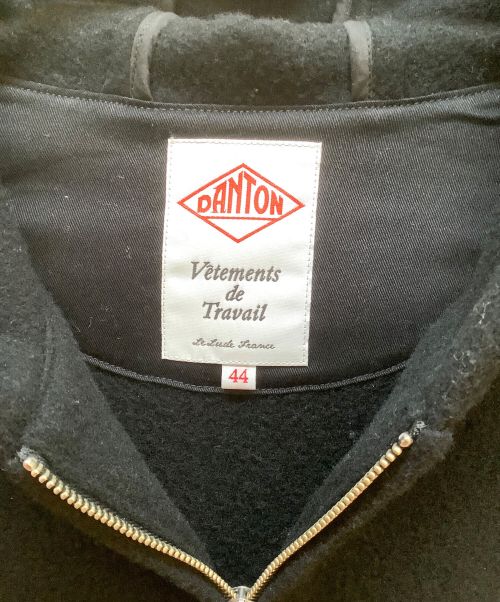 DANTON
Vêtements
de
Travail
Le Lude France
44